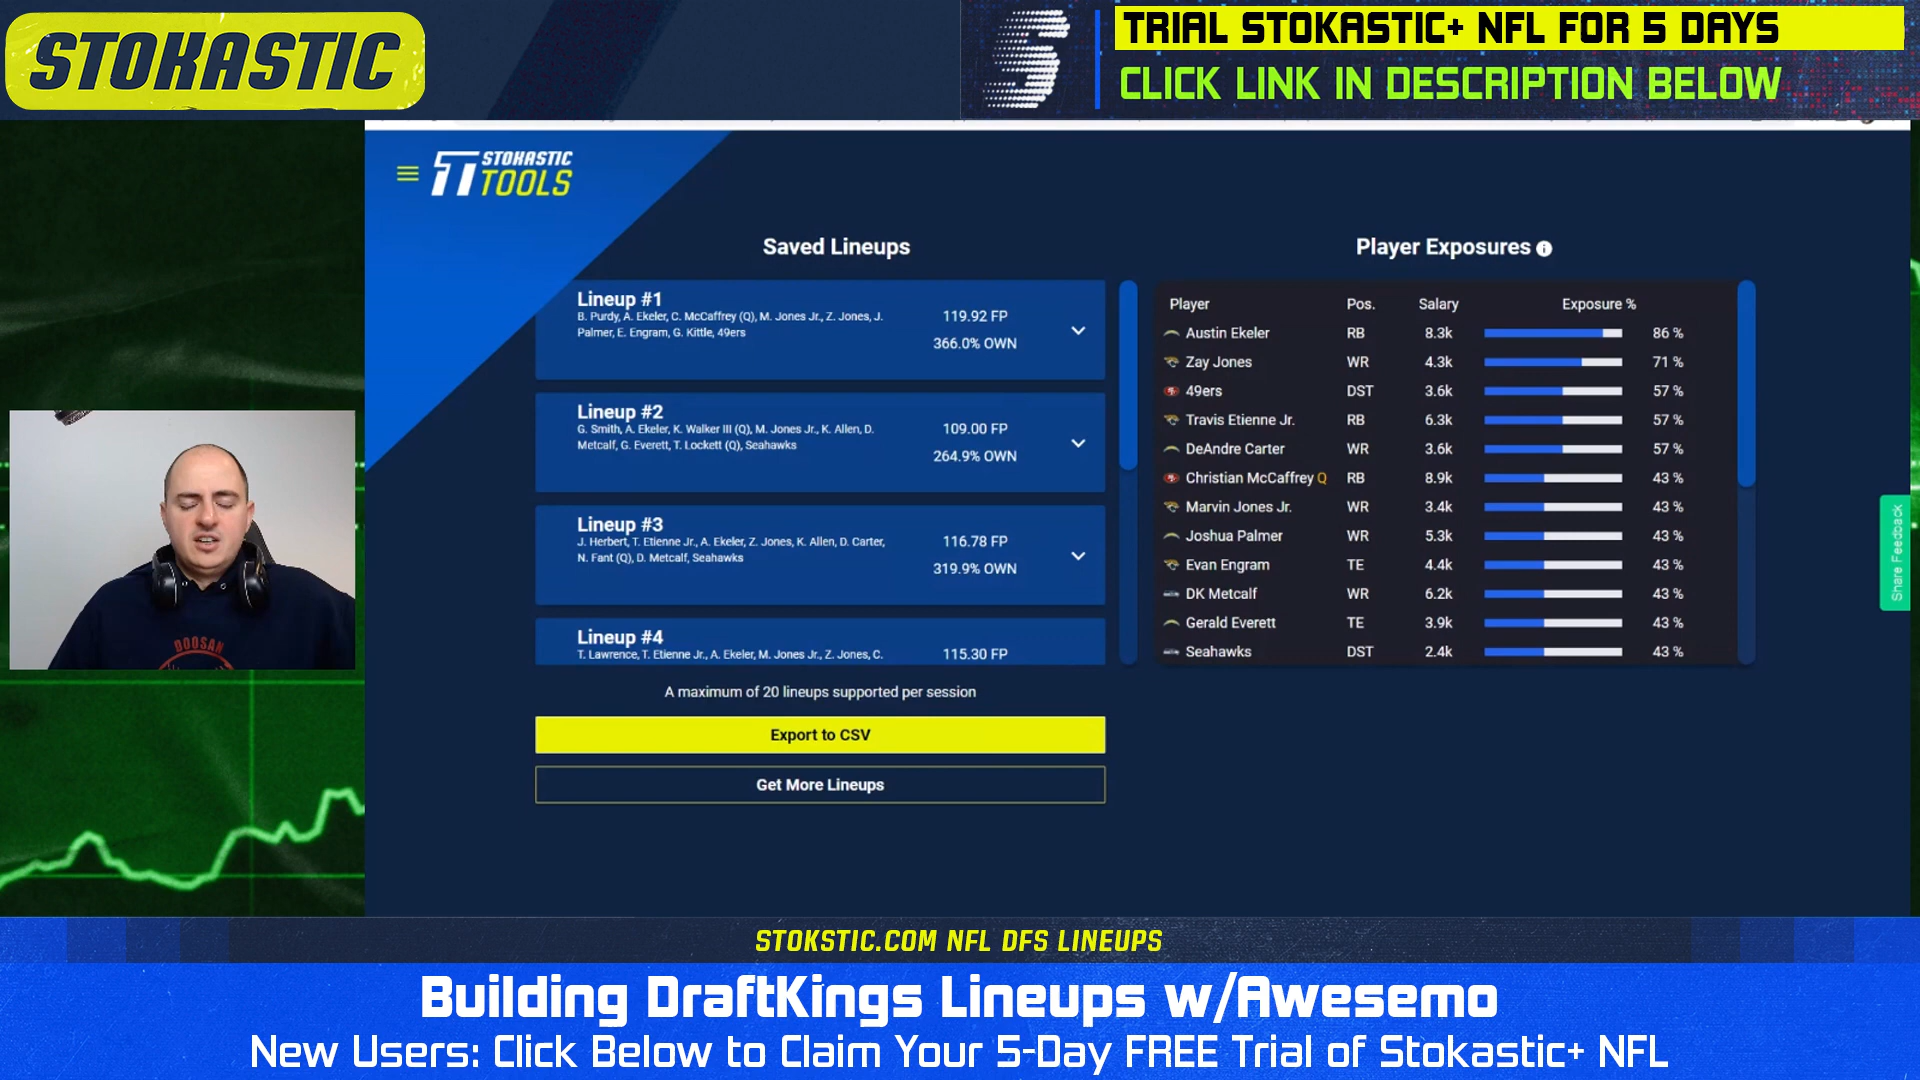 STOKASTIC
TRIAL STOKASTIC+ NFL FOR 5 DAYS
CLICK LINK IN DESCRIPTION BELOW
STOKASTIC
TOOLS
Saved Lineups
Lineup #1
B. Purdy, A. Ekeler, C. McCaffrey (Q), M. Jones Jr., Z. Jones, J.
Palmer, E. Engram, G. Kittle, 49ers
119.92 FP
366.0% OWN
Lineup #2
G. Smith, A. Ekeler, K. Walker III (Q), M. Jones Jr., K. Allen, D.
Metcalf, G. Everett, T. Lockett (Q), Seahawks
109.00 FP
264.9% OWN
Lineup #3
J. Herbert, T. Etienne Jr., A. Ekeler, Z. Jones, K. Allen, D. Carter,
N. Fant (Q), D. Metcalf, Seahawks
116.78 FP
319.9% OWN
Lineup #4
T. Lawrence, T. Etienne Jr., A. Ekeler, M. Jones Jr., Z. Jones, C.
115.30 FP
A maximum of 20 lineups supported per session
Export to CSV
Get More Lineups
Player Exposures i
Player Pos. Salary Exposure %
Austin Ekeler RB 8.3k 86 %
Zay Jones WR 4.3k 71 %
49ers DST 3.6k 57 %
Travis Etienne Jr. RB 6.3k 57 %
DeAndre Carter WR 3.6k 57 %
Christian McCaffrey Q RB 8.9k 43 %
Marvin Jones Jr. WR 3.4k 43 %
Joshua Palmer WR 5.3k 43 %
Evan Engram TE 4.4k 43 %
DK Metcalf WR 6.2k 43 %
Gerald Everett TE 3.9k 43 %
Seahawks DST 2.4k 43 %
Share Feedback
DOOSAN
STOKSTIC.COM NFL DFS LINEUPS
Building DraftKings Lineups w/Awesemo
New Users: Click Below to Claim Your 5-Day FREE Trial of Stokastic+ NFL